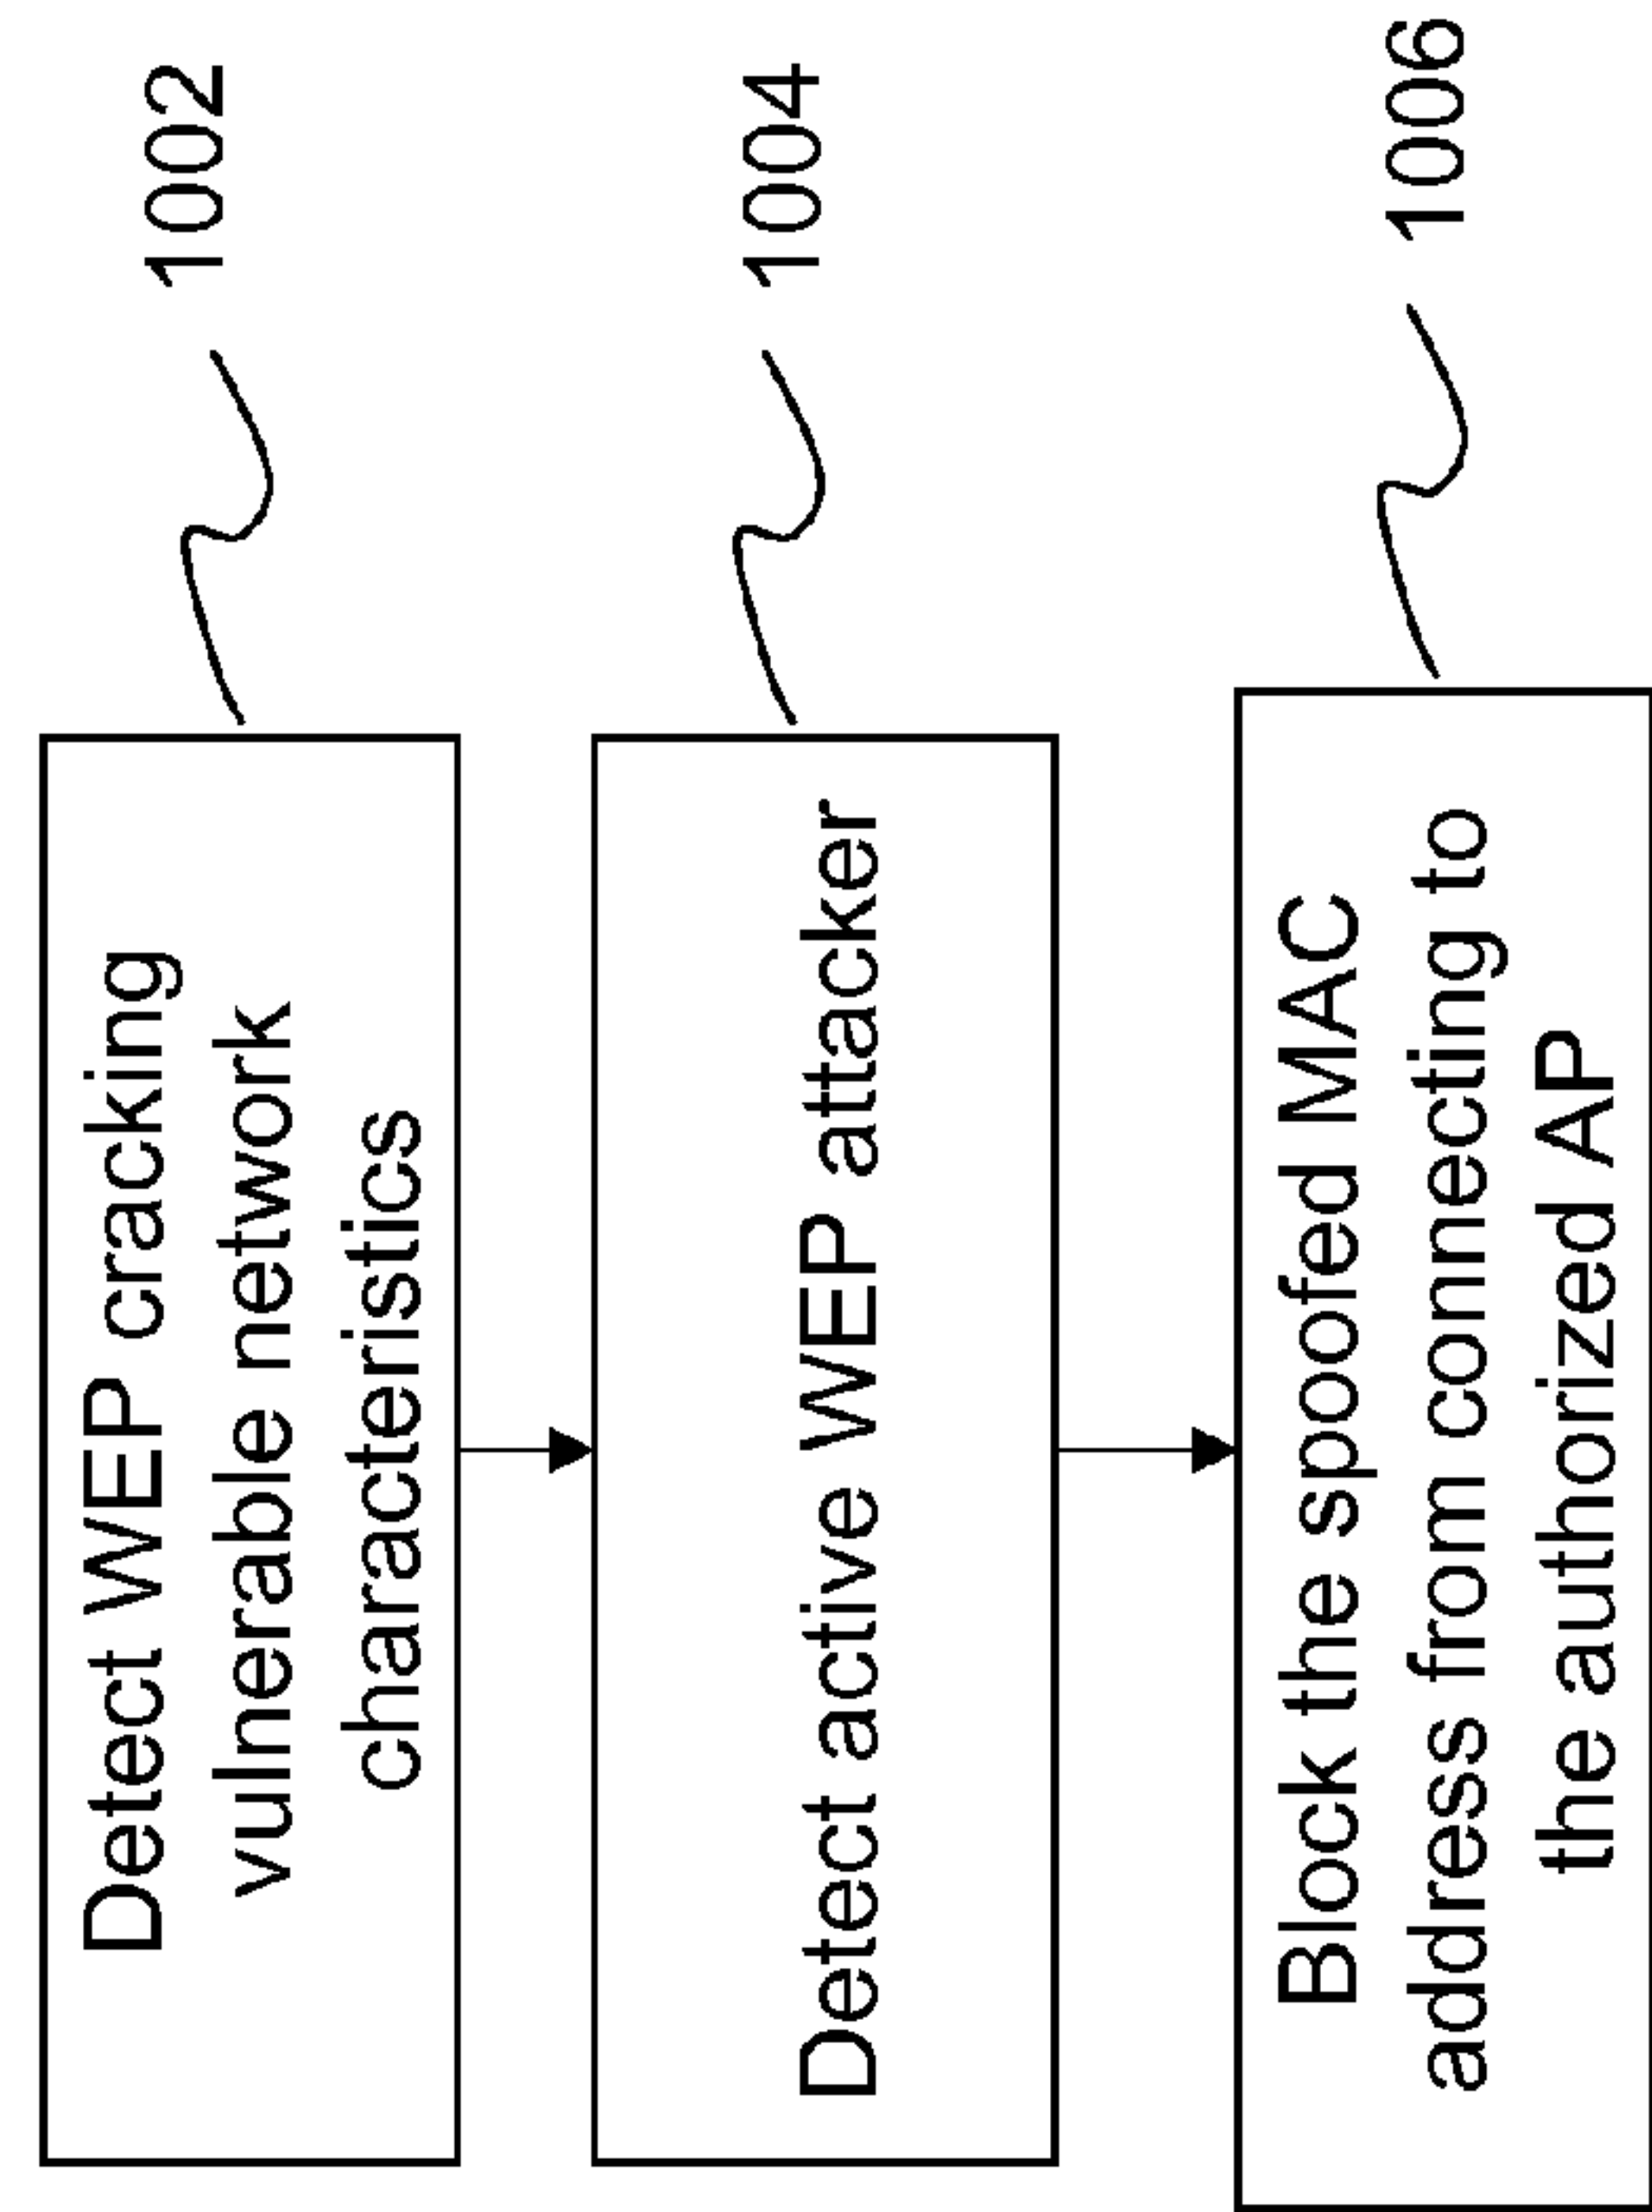 Detect WEP cracking
vulnerable network
characteristics
1002
Detect active WEP attacker
1004
Block the spoofed MAC
address from connecting to
the authorized AP
1006